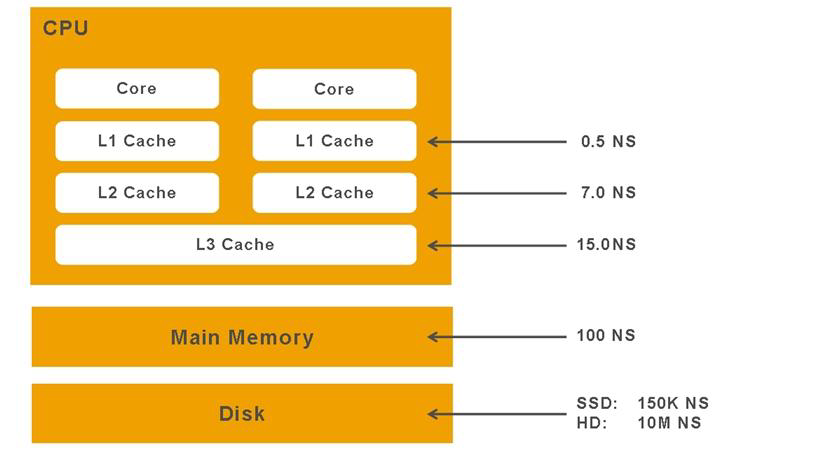 CPU
Core Core
L1 Cache L1 Cache 0.5 NS
L2 Cache L2 Cache 7.0 NS
L3 Cache 15.0NS
Main Memory 100 NS
Disk
SSD: 150K NS
HD: 10M NS